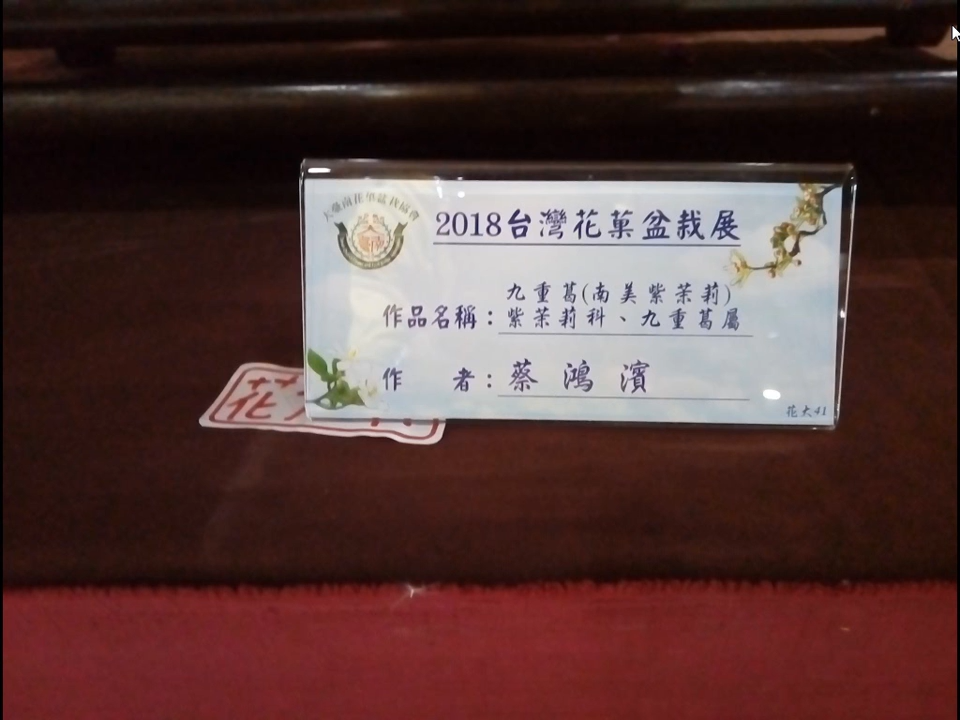 2018台灣花菓盆栽展
九重葛(南美紫茉莉)
作品名稱：紫茉莉科、九重葛屬
作 者：蔡鴻濱
花大41
花